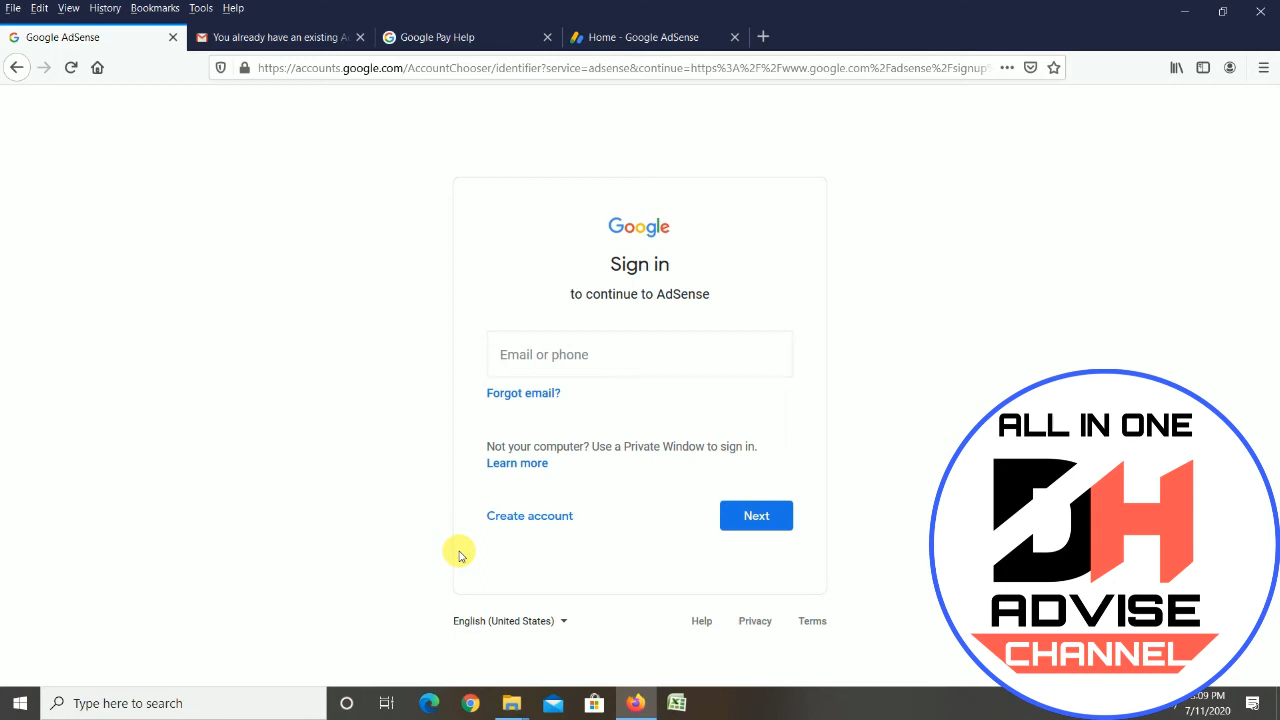 File Edit View History Bookmarks Tools Help
Google AdSense
You already have an existing A
Google Pay Help
Home - Google AdSense
https://accounts.google.com/AccountChooser/identifier?service=adsense&continue=https%3A%2F%2Fwww.google.com%2Fadsense%2Fsignup%
Google
Sign in
to continue to AdSense
Email or phone
Forgot email?
Not your computer? Use a Private Window to sign in.
Learn more
Create account
Next
English (United States)
Help Privacy Terms
ALL IN ONE
DH
ADVISE
CHANNEL
Type here to search
:09 PM
7/11/2020